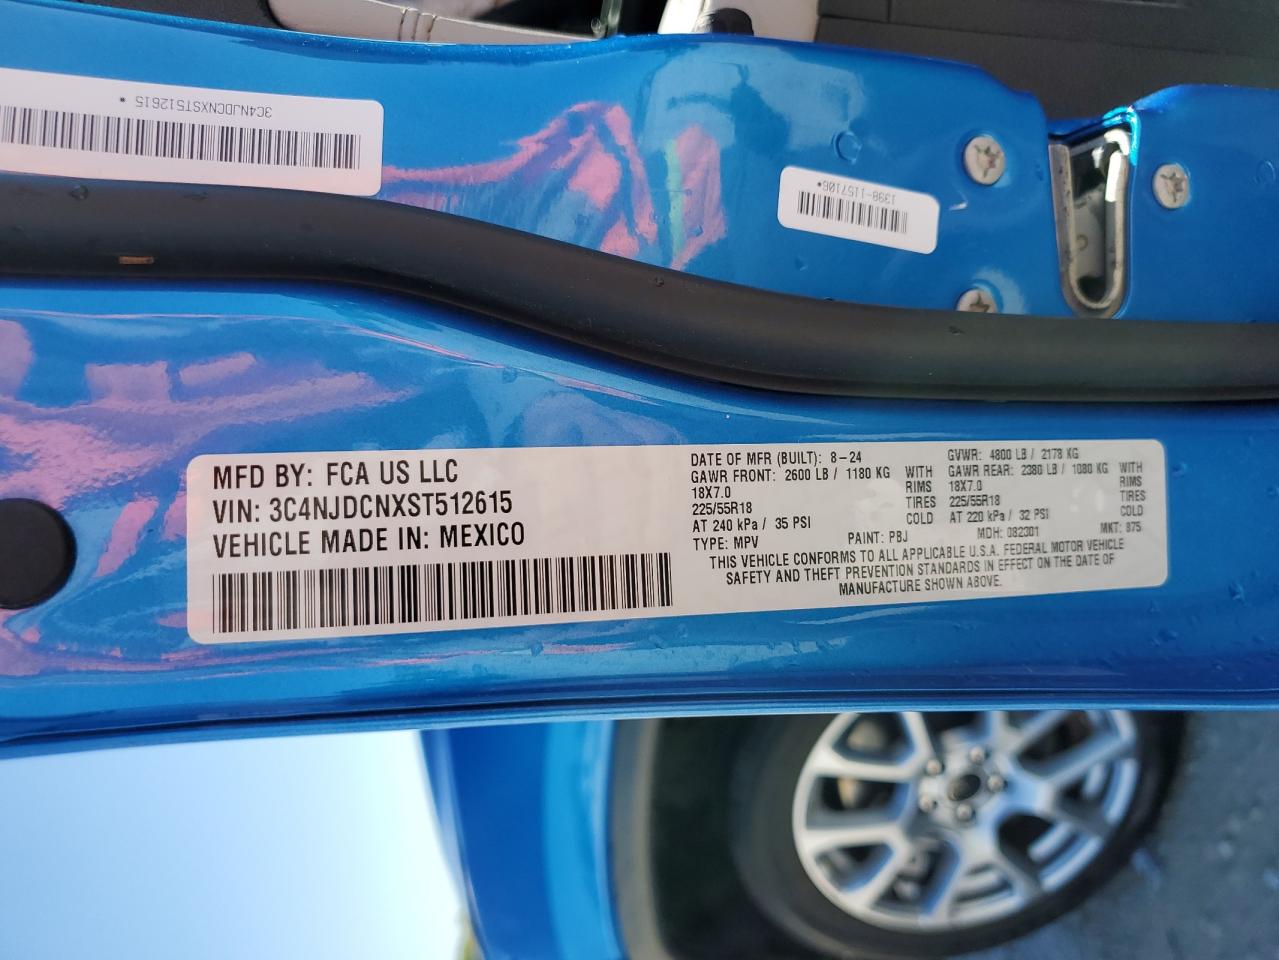 3C4NJDCNXST512615 *
1398-1157106*
MFD BY: FCA US LLC
VIN: 3C4NJDCNXST512615
VEHICLE MADE IN: MEXICO
DATE OF MFR (BUILT): 8-24 GVWR: 4800 LB / 2178 KG
GAWR FRONT: 2600 LB / 1180 KG WITH GAWR REAR: 2380 LB / 1080 KG WITH
18X7.0 RIMS 18X7.0 RIMS
225/55R18 TIRES 225/55R18 TIRES
AT 240 kPa / 35 PSI COLD AT 220 kPa / 32 PSI COLD
TYPE: MPV PAINT: PBJ MDH: 082301 MKT: 875
THIS VEHICLE CONFORMS TO ALL APPLICABLE U.S.A. FEDERAL MOTOR VEHICLE
SAFETY AND THEFT PREVENTION STANDARDS IN EFFECT ON THE DATE OF
MANUFACTURE SHOWN ABOVE.